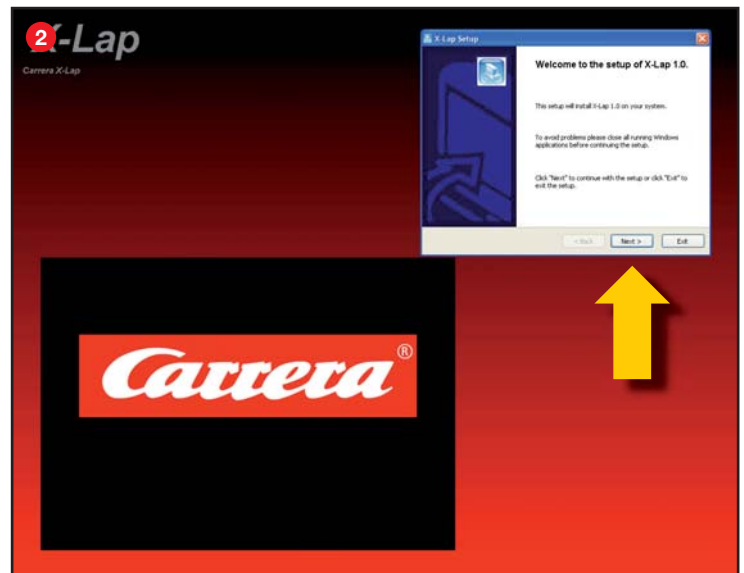 2
X-Lap
Carrera X-Lap
X-Lap Setup
Welcome to the setup of X-Lap 1.0.
This setup will install X-Lap 1.0 on your system.
To avoid problems please close all running Windows
applications before continuing the setup.
Click "Next" to continue with the setup or click "Exit" to
exit the setup.
< Back
Next >
Exit
Carrera®